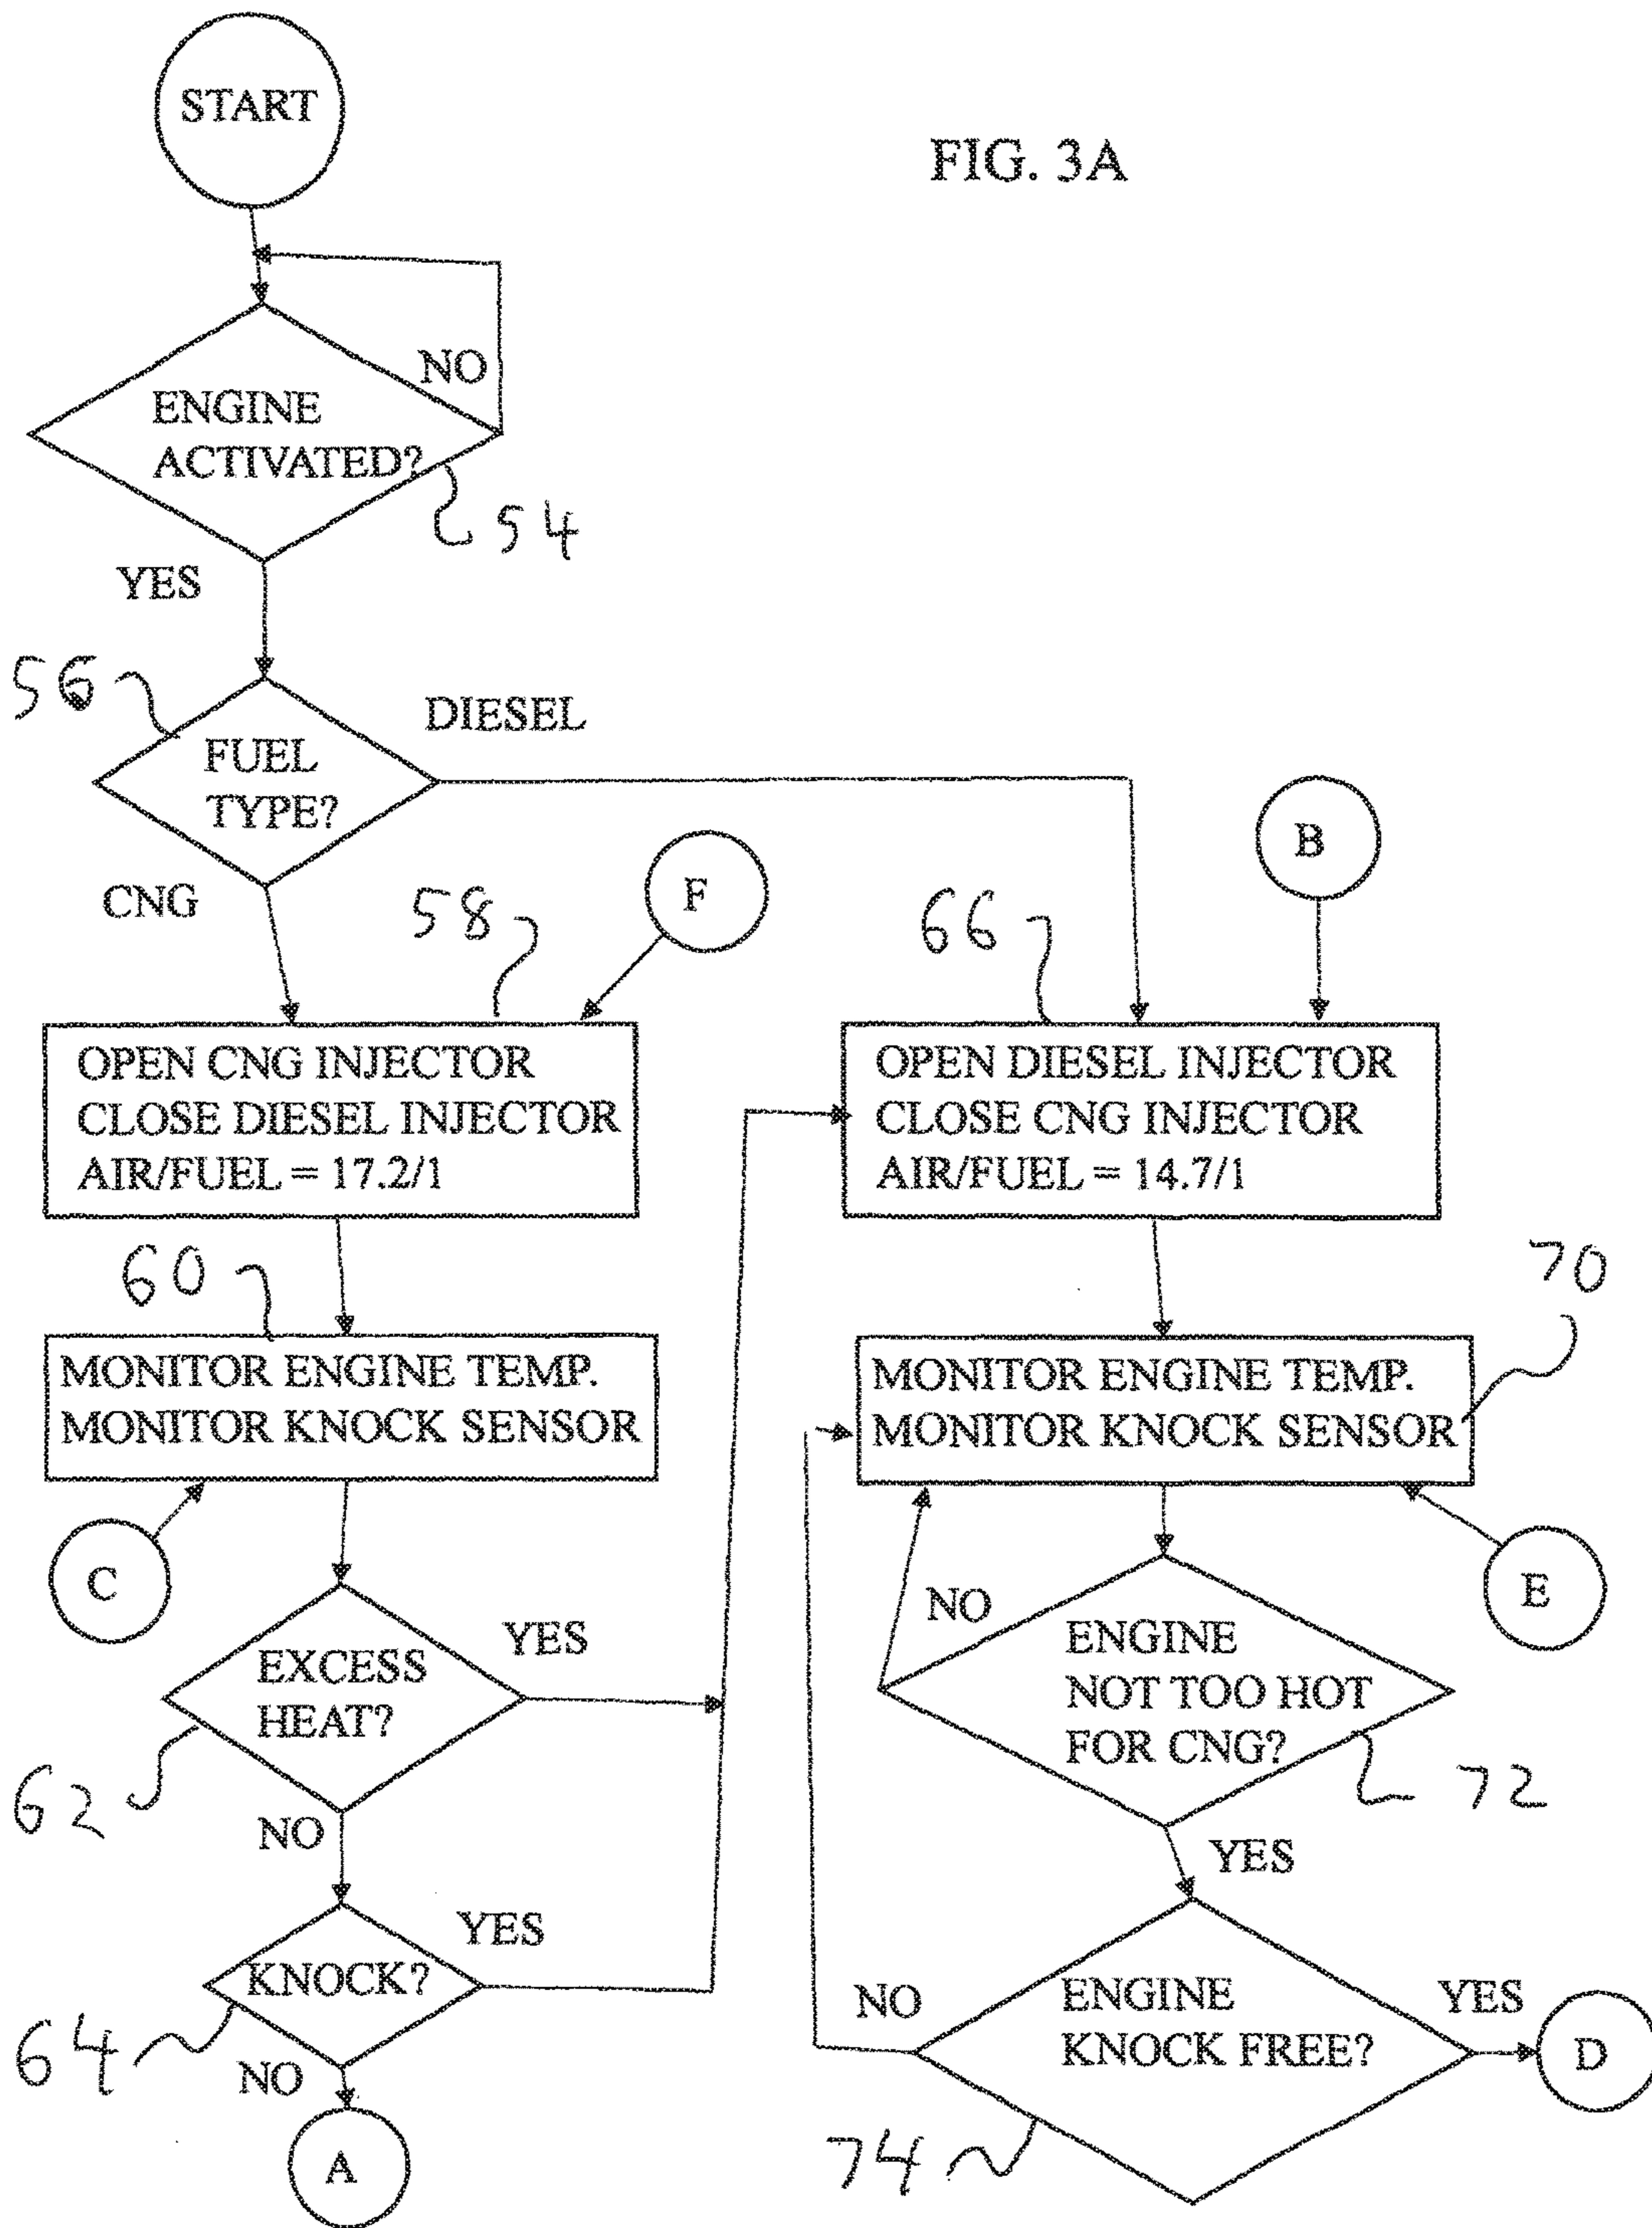 START
FIG. 3A
NO
ENGINE
ACTIVATED?
54
YES
56
DIESEL
FUEL
TYPE?
CNG
58
F
66
B
OPEN CNG INJECTOR
CLOSE DIESEL INJECTOR
AIR/FUEL = 17.2/1
OPEN DIESEL INJECTOR
CLOSE CNG INJECTOR
AIR/FUEL = 14.7/1
60
70
MONITOR ENGINE TEMP.
MONITOR KNOCK SENSOR
MONITOR ENGINE TEMP.
MONITOR KNOCK SENSOR
C
E
EXCESS
HEAT?
YES
62
NO
NO
ENGINE
NOT TOO HOT
FOR CNG?
72
YES
KNOCK?
YES
64
NO
A
NO
ENGINE
KNOCK FREE?
YES
D
74